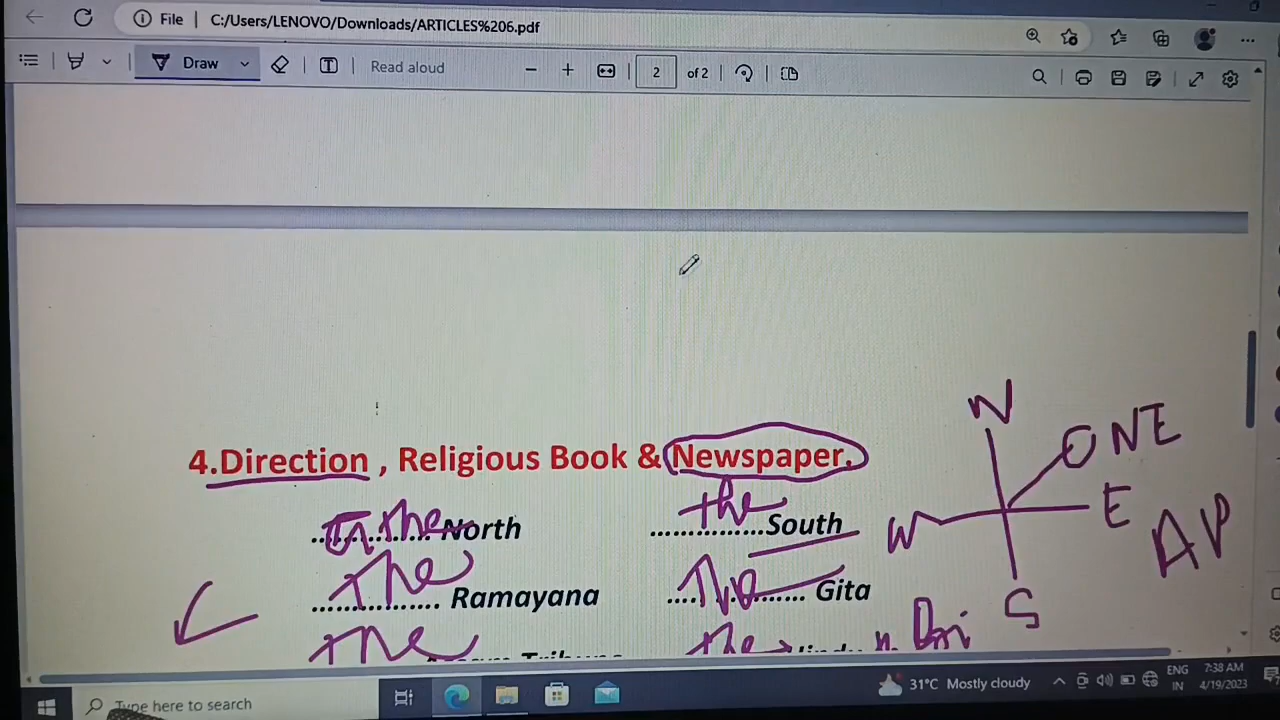 File C:/Users/LENOVO/Downloads/ARTICLES%206.pdf
Draw Read aloud 2 of 2
N
ONE
4.Direction , Religious Book & Newspaper.
E
W
AP
In the
..............North
the
...............South
S
the
................ Ramayana
The
................. Gita
the
the
Type here to search
31°C Mostly cloudy
ENG
IN
7:38 AM
4/19/2023